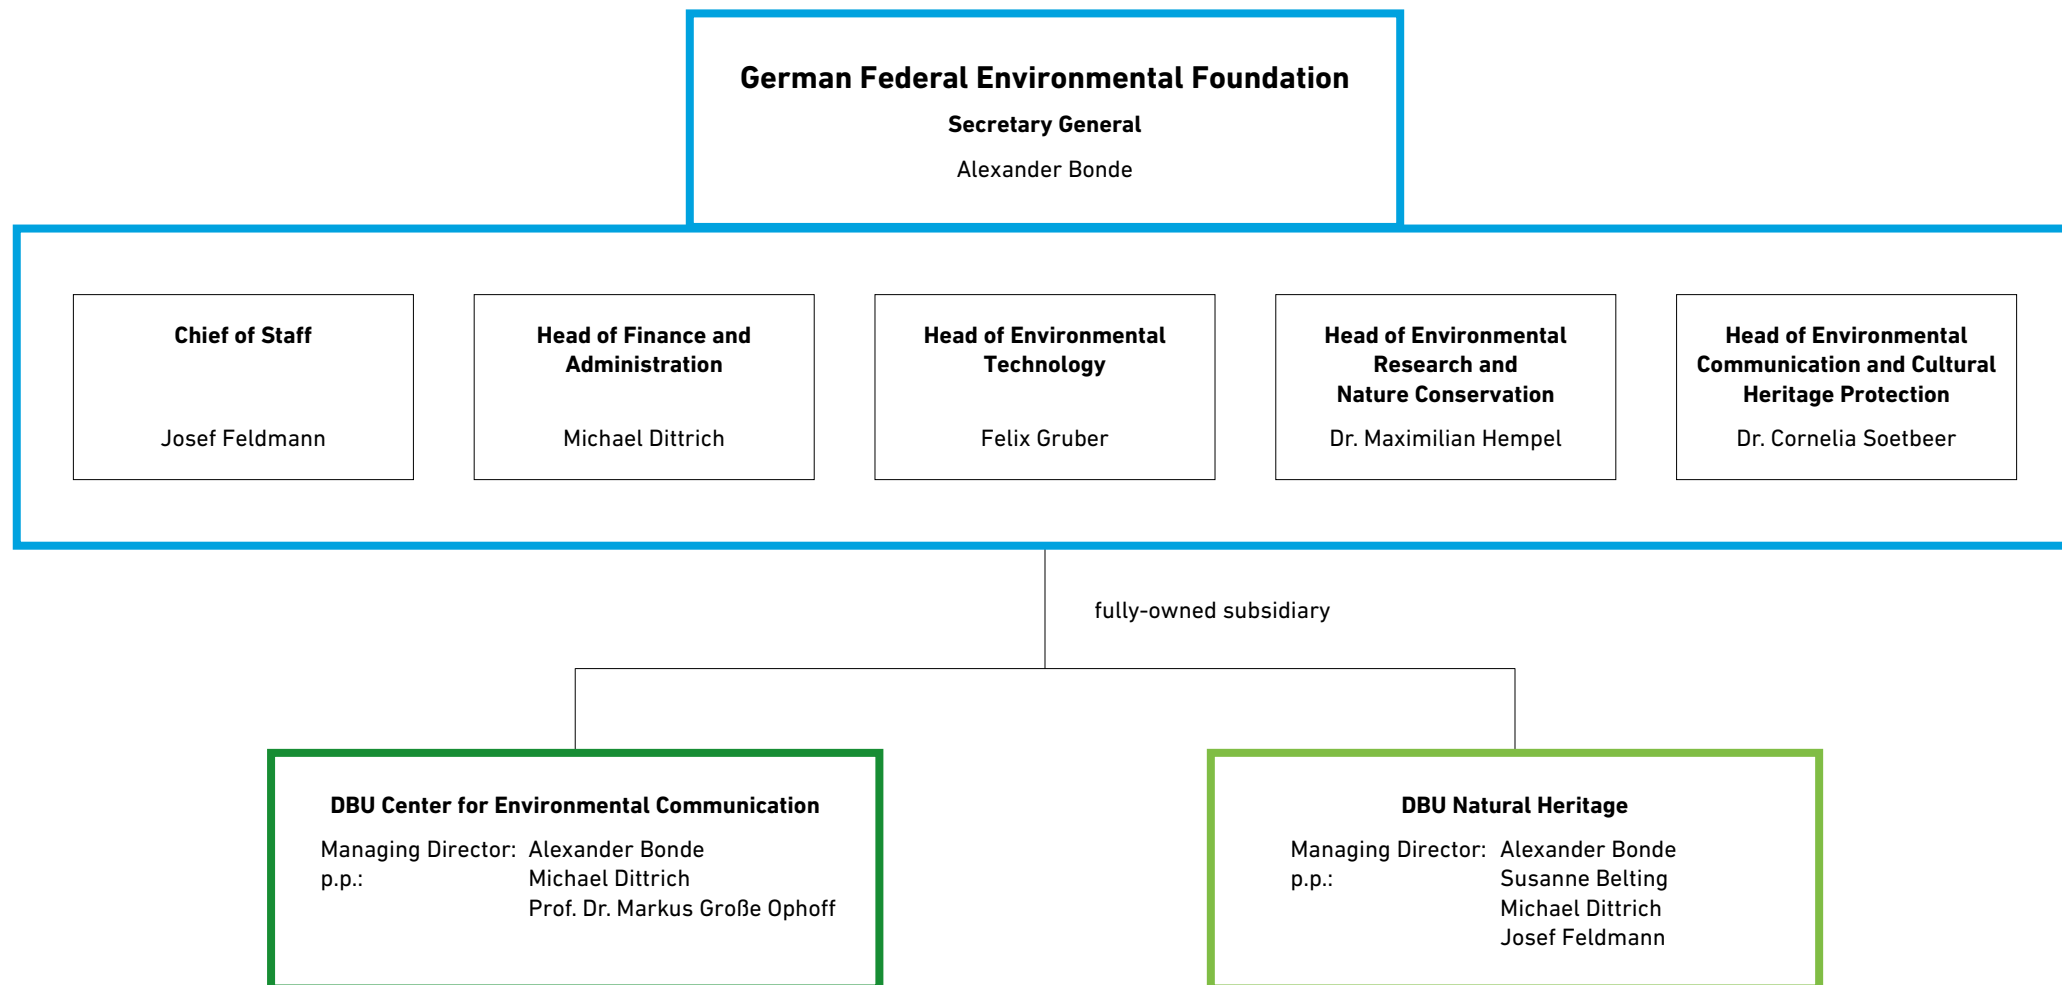 German Federal Environmental Foundation
Secretary General
Alexander Bonde
Chief of Staff
Josef Feldmann
Head of Finance and
Administration
Michael Dittrich
Head of Environmental
Technology
Felix Gruber
Head of Environmental
Research and
Nature Conservation
Dr. Maximilian Hempel
Head of Environmental
Communication and Cultural
Heritage Protection
Dr. Cornelia Soetbeer
fully-owned subsidiary
DBU Center for Environmental Communication
Managing Director: Alexander Bonde
p.p.: Michael Dittrich
Prof. Dr. Markus Große Ophoff
DBU Natural Heritage
Managing Director: Alexander Bonde
p.p.: Susanne Belting
Michael Dittrich
Josef Feldmann